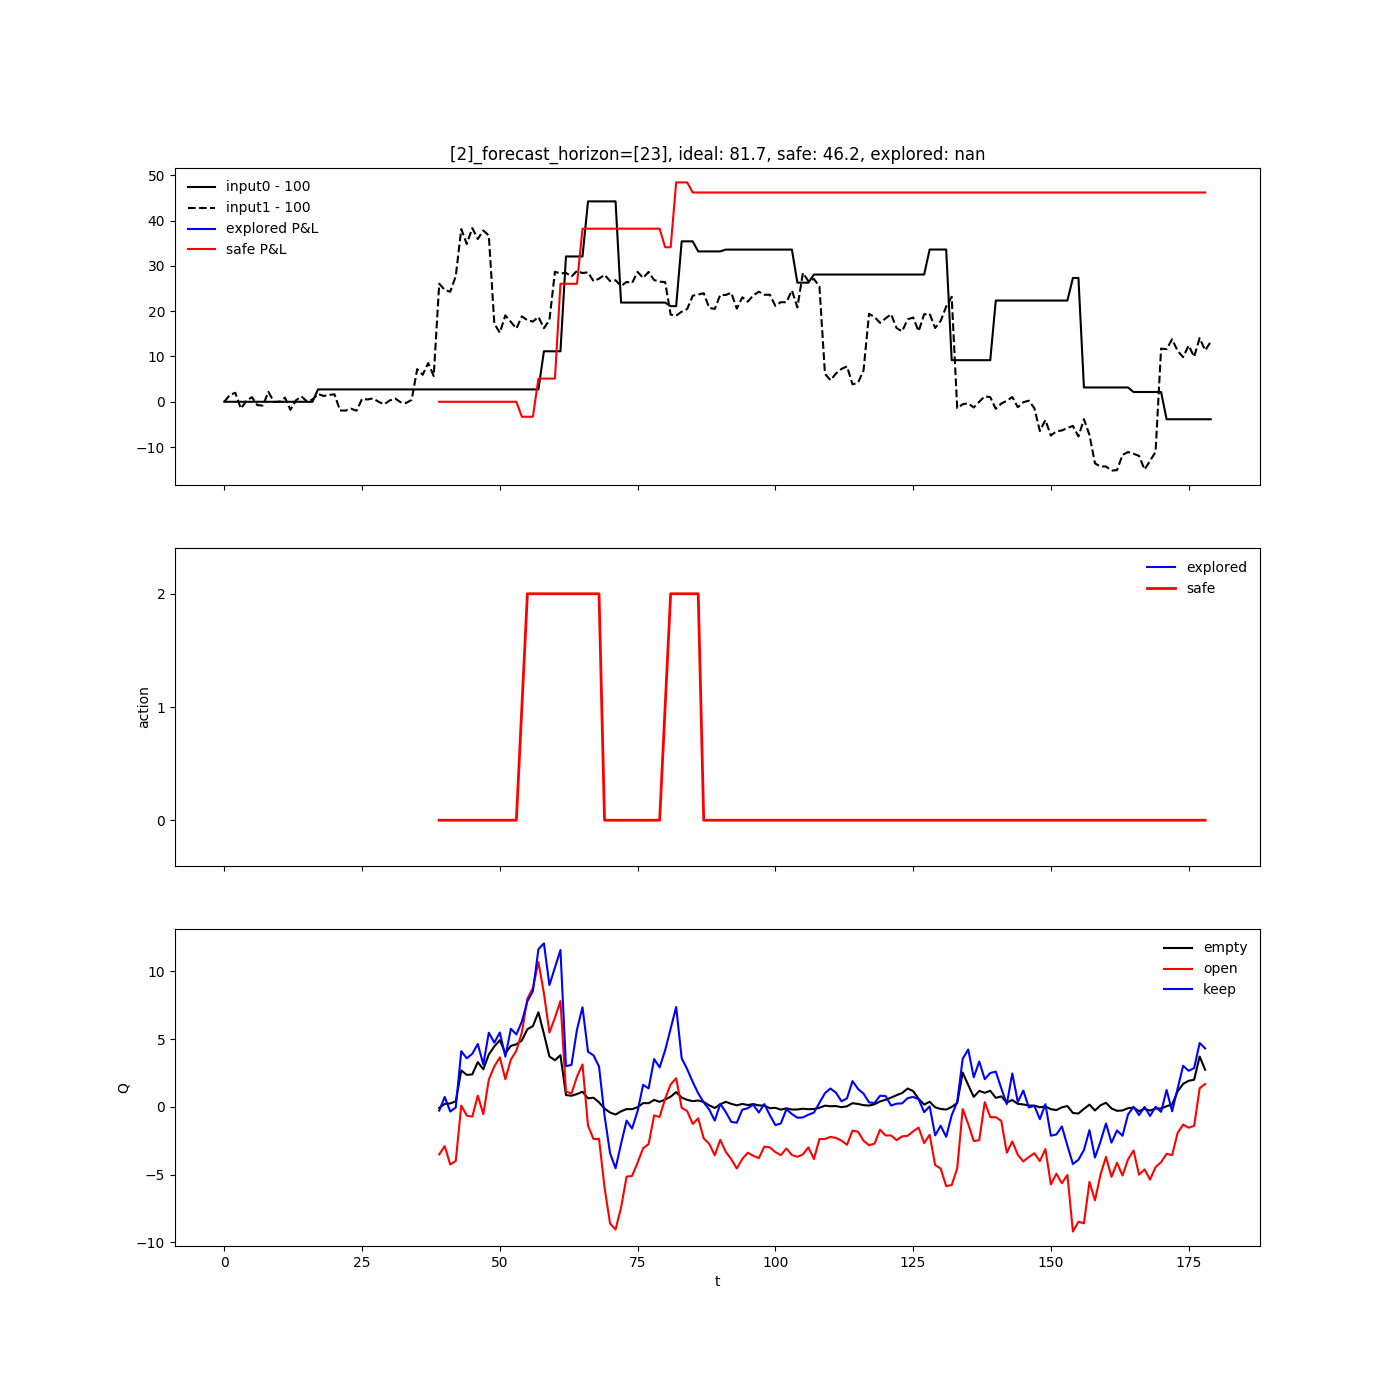 [2]_forecast_horizon=[23], ideal: 81.7, safe: 46.2, explored: nan
50
40
30
20
10
0
−10
input0 - 100
input1 - 100
explored P&L
safe P&L
2
1
0
action
explored
safe
10
5
0
−5
−10
Q
empty
open
keep
0 25 50 75 100 125 150 175
t